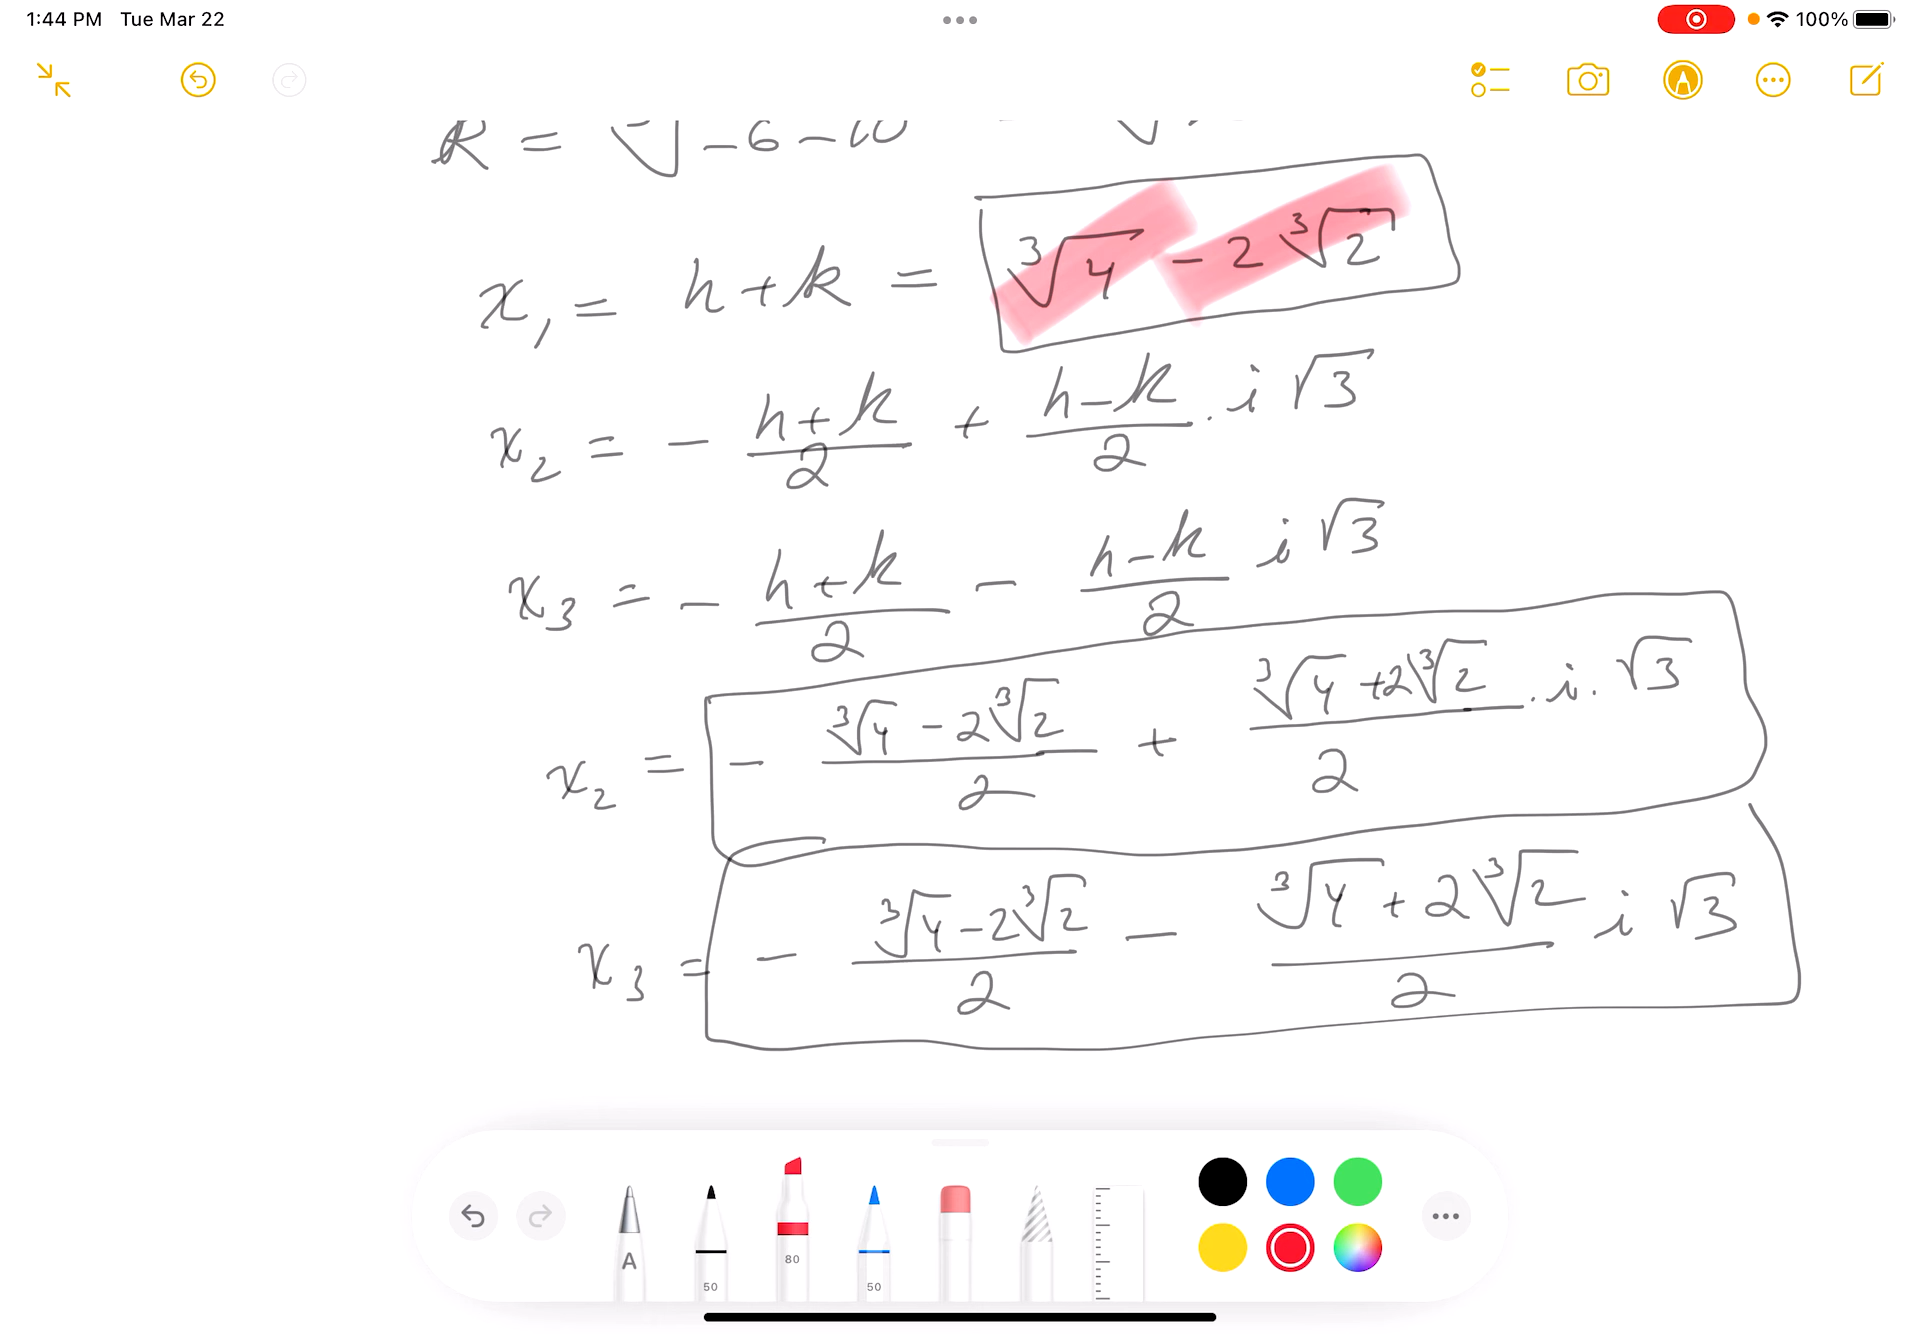 1:44 PM Tue Mar 22
100%
k = ∛-6-10
x₁ = h+k = ∛4 - 2∛2
x₂ = - (h+k)/2 + (h-k)/2 . i √3
x₃ = - (h+k)/2 - (h-k)/2 i √3
x₂ = - (∛4 - 2∛2)/2 + (∛4 + 2∛2)/2 . i . √3
x₃ = - (∛4 - 2∛2)/2 - (∛4 + 2∛2)/2 i √3
A
50
80
50